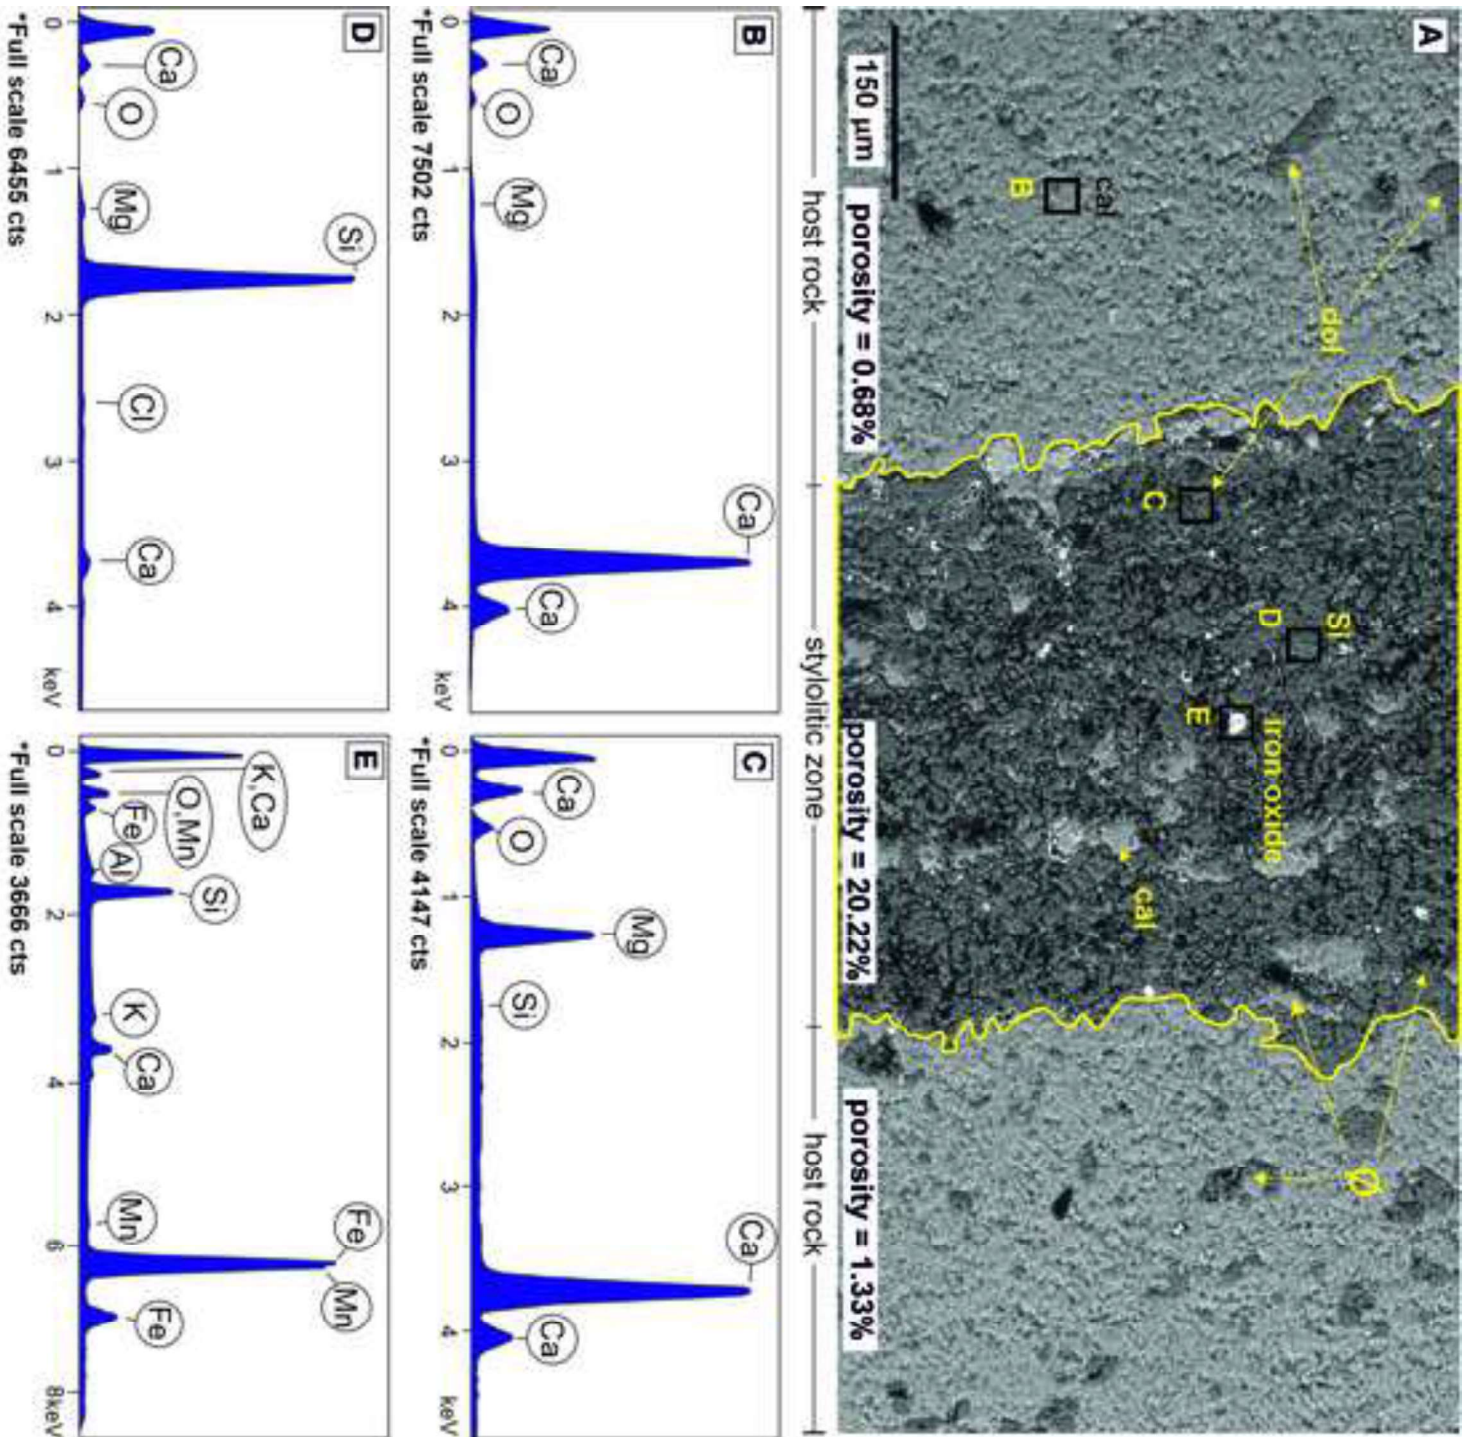 A
dol
cal
B
150 µm
porosity = 0.68%
C
Si
D
iron oxide
E
cal
porosity = 20.22%
Ø
porosity = 1.33%
host rock
stylolitic zone
host rock
B
Ca
O
Mg
Ca
Ca
0 1 2 3 4 keV
*Full scale 7502 cts
C
Ca
O
Mg
Si
Ca
Ca
0 1 2 3 4 keV
*Full scale 4147 cts
D
Ca
O
Mg
Si
Cl
Ca
0 1 2 3 4 keV
*Full scale 6455 cts
E
K,Ca
O,Mn
Fe
Al
Si
K
Ca
Mn
Fe
Mn
Fe
0 2 4 6 8keV
*Full scale 3666 cts